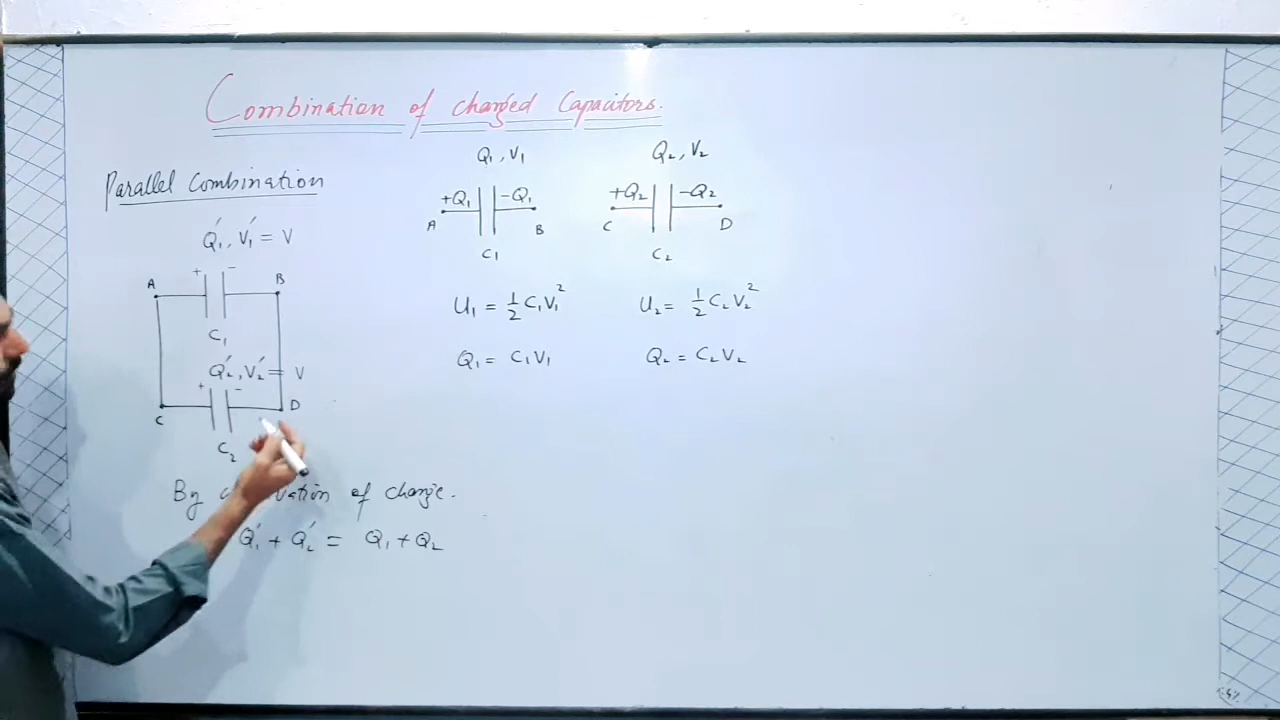 Combination of charged Capacitors.
Parallel Combination
Q₁', V₁' = V
A + - B
C₁
Q₂', V₂' = V
+ -
C D
C₂
By of charge.
Q₁' + Q₂' = Q₁ + Q₂
Q₁, V₁
+Q₁ -Q₁
A B
C₁
U₁ = ½ C₁V₁²
Q₁ = C₁V₁
Q₂, V₂
+Q₂ -Q₂
C D
C₂
U₂ = ½ C₂V₂²
Q₂ = C₂V₂